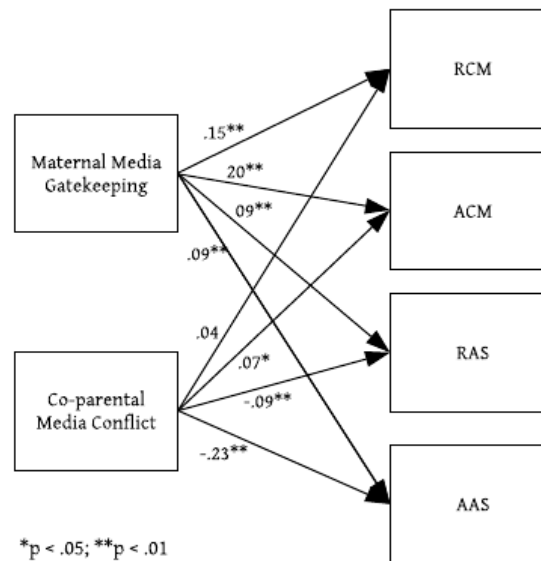 RCM
Maternal Media
Gatekeeping
.15**
20**
09**
ACM
.09**
.04
RAS
.07*
Co-parental
Media Conflict
-.09**
-.23**
AAS
*p < .05; **p < .01